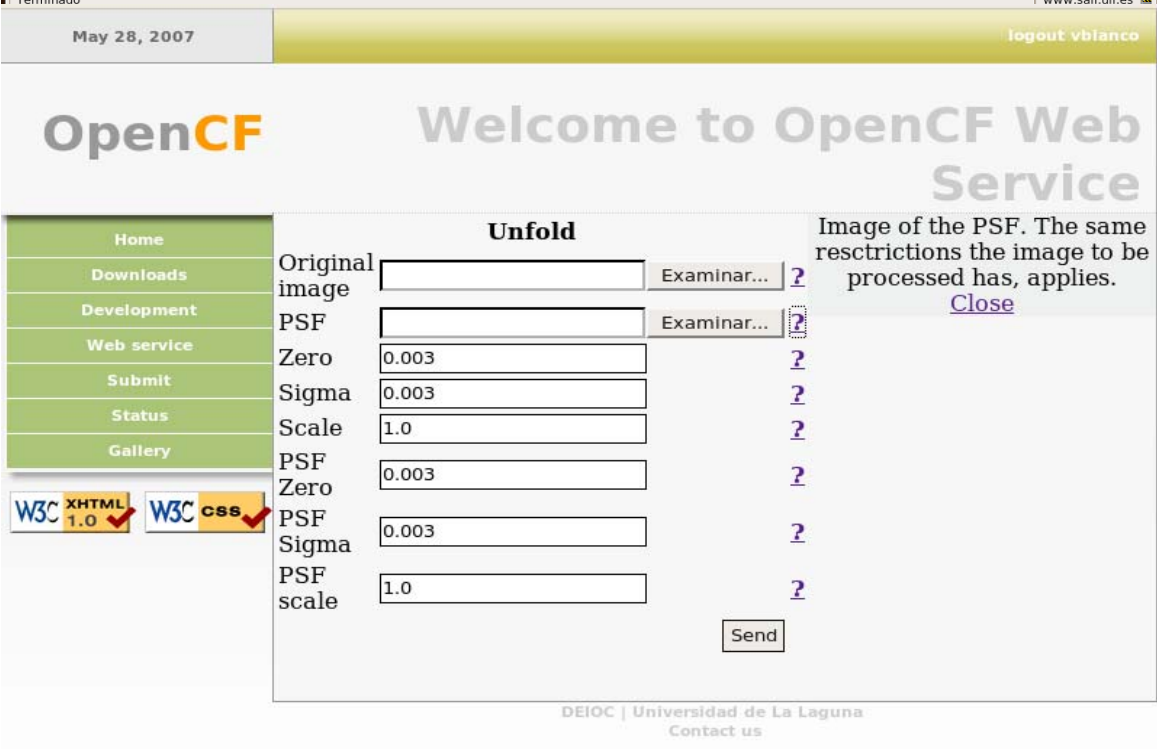 Terminado
May 28, 2007
logout vblanco
OpenCF
Welcome to OpenCF Web
Service
Home
Downloads
Development
Web service
Submit
Status
Gallery
W3C XHTML 1.0
W3C css
Unfold
Original image Examinar... ?
PSF Examinar... ?
Zero 0.003 ?
Sigma 0.003 ?
Scale 1.0 ?
PSF Zero 0.003 ?
PSF Sigma 0.003 ?
PSF scale 1.0 ?
Send
Image of the PSF. The same
resctrictions the image to be
processed has, applies.
Close
DEIOC | Universidad de La Laguna
Contact us